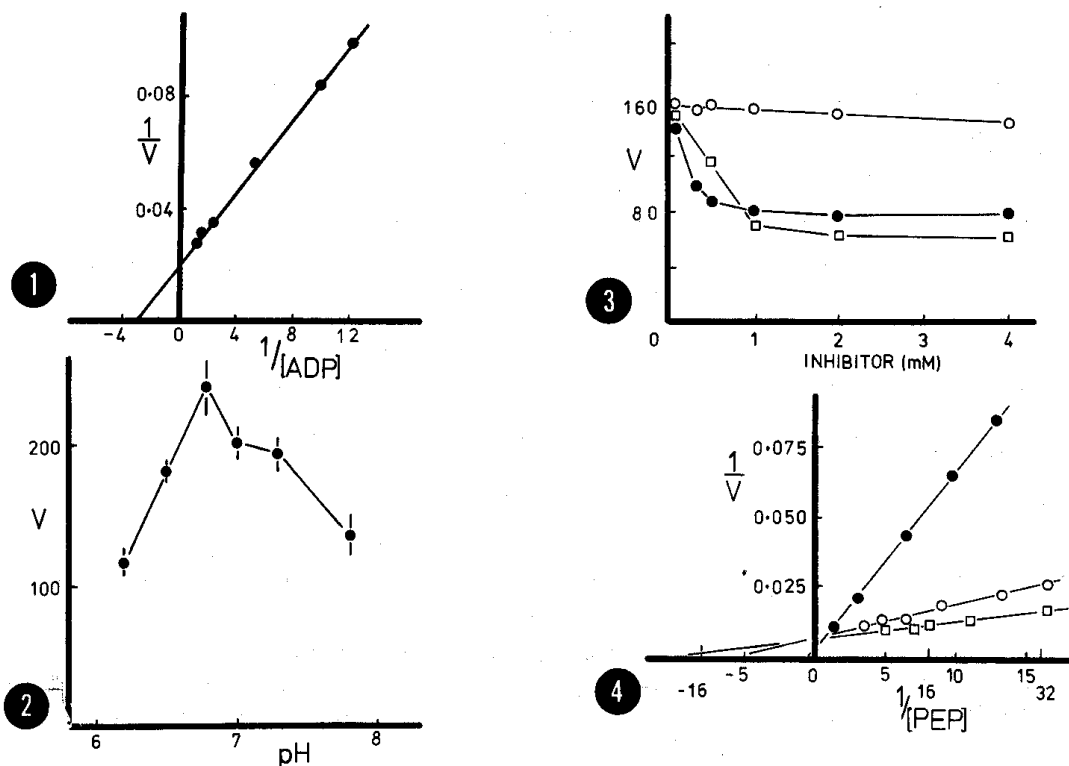 0·08
1/V
0·04
-4 0 4 8 12
1/[ADP]
1
200
V
100
6 7 8
pH
2
160
V
80
0 1 2 3 4
INHIBITOR (mM)
3
0·075
1/V
0·050
0·025
-5 0 5 10 15
-16 16 32
1/[PEP]
4